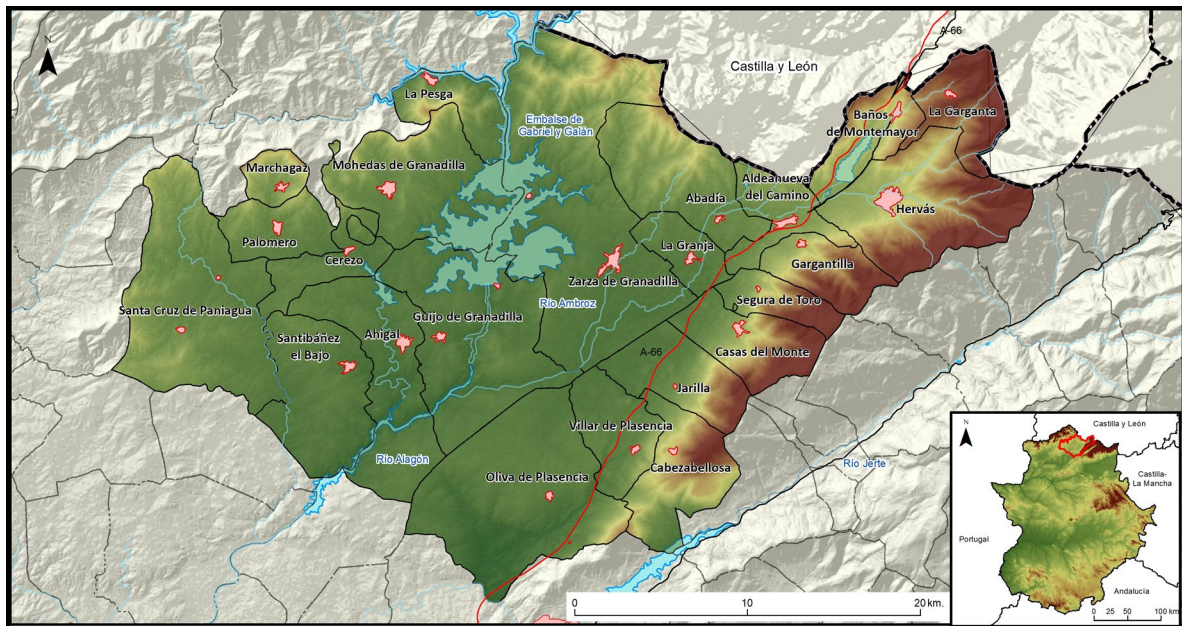 N
A-66
Castilla y León
La Pesga
Embalse de
Gabriel y Galán
Baños
de Montemayor
La Garganta
Marchagaz
Mohedas de Granadilla
Aldeanueva
del Camino
Abadía
Hervás
Palomero
Cerezo
La Granja
Gargantilla
Zarza de Granadilla
Segura de Toro
Santa Cruz de Paniagua
Río Ambroz
Guijo de Granadilla
Santibáñez
el Bajo
Ahigal
A-66
Casas del Monte
Jarilla
Villar de Plasencia
Río Alagón
Cabezabellosa
Río Jerte
Oliva de Plasencia
0
10
20 km.
N
Castilla y León
Castilla-
La Mancha
Portugal
Andalucía
0 25 50 100 km